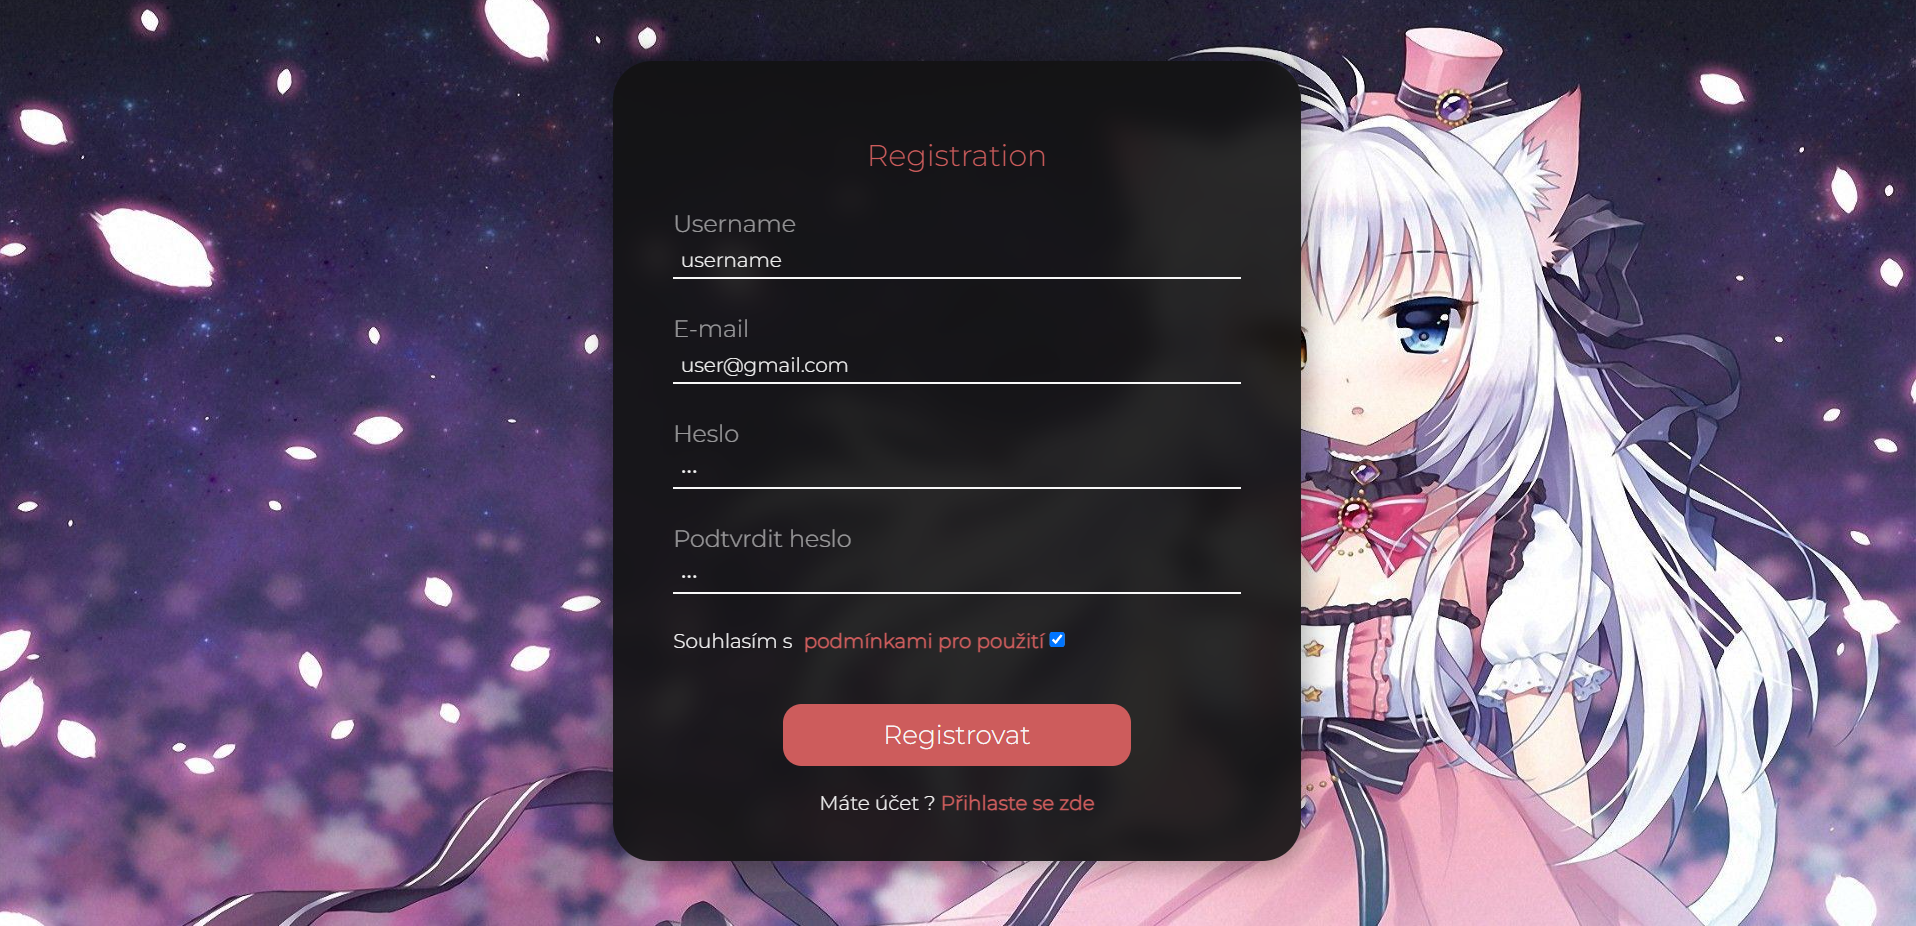 Registration
Username
username
E-mail
user@gmail.com
Heslo
...
Podtvrdit heslo
...
Souhlasím s podmínkami pro použití
Registrovat
Máte účet ? Přihlaste se zde